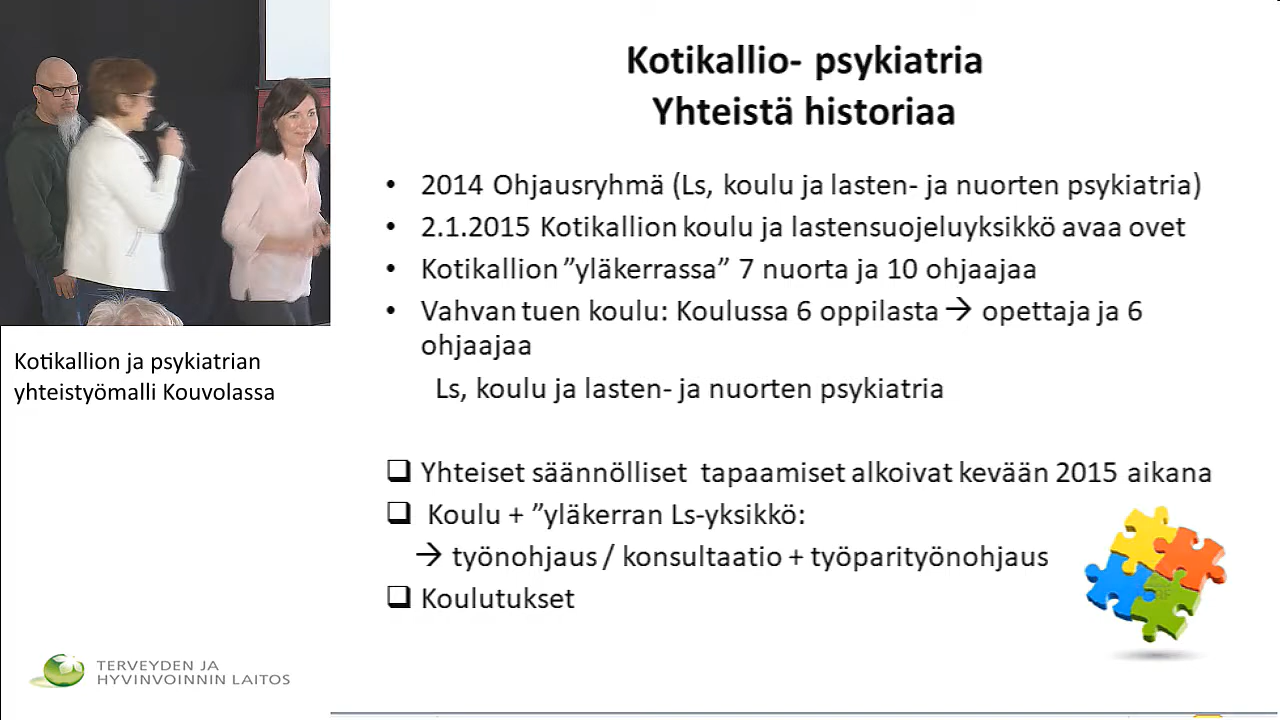 Kotikallio- psykiatria
Yhteistä historiaa
• 2014 Ohjausryhmä (Ls, koulu ja lasten- ja nuorten psykiatria)
• 2.1.2015 Kotikallion koulu ja lastensuojeluyksikkö avaa ovet
• Kotikallion ”yläkerrassa” 7 nuorta ja 10 ohjaajaa
• Vahvan tuen koulu: Koulussa 6 oppilasta → opettaja ja 6
ohjaajaa
Ls, koulu ja lasten- ja nuorten psykiatria
❑ Yhteiset säännölliset tapaamiset alkoivat kevään 2015 aikana
❑ Koulu + ”yläkerran Ls-yksikkö:
→ työnohjaus / konsultaatio + työparityönohjaus
❑ Koulutukset
Kotikallion ja psykiatrian
yhteistyömalli Kouvolassa
TERVEYDEN JA
HYVINVOINNIN LAITOS